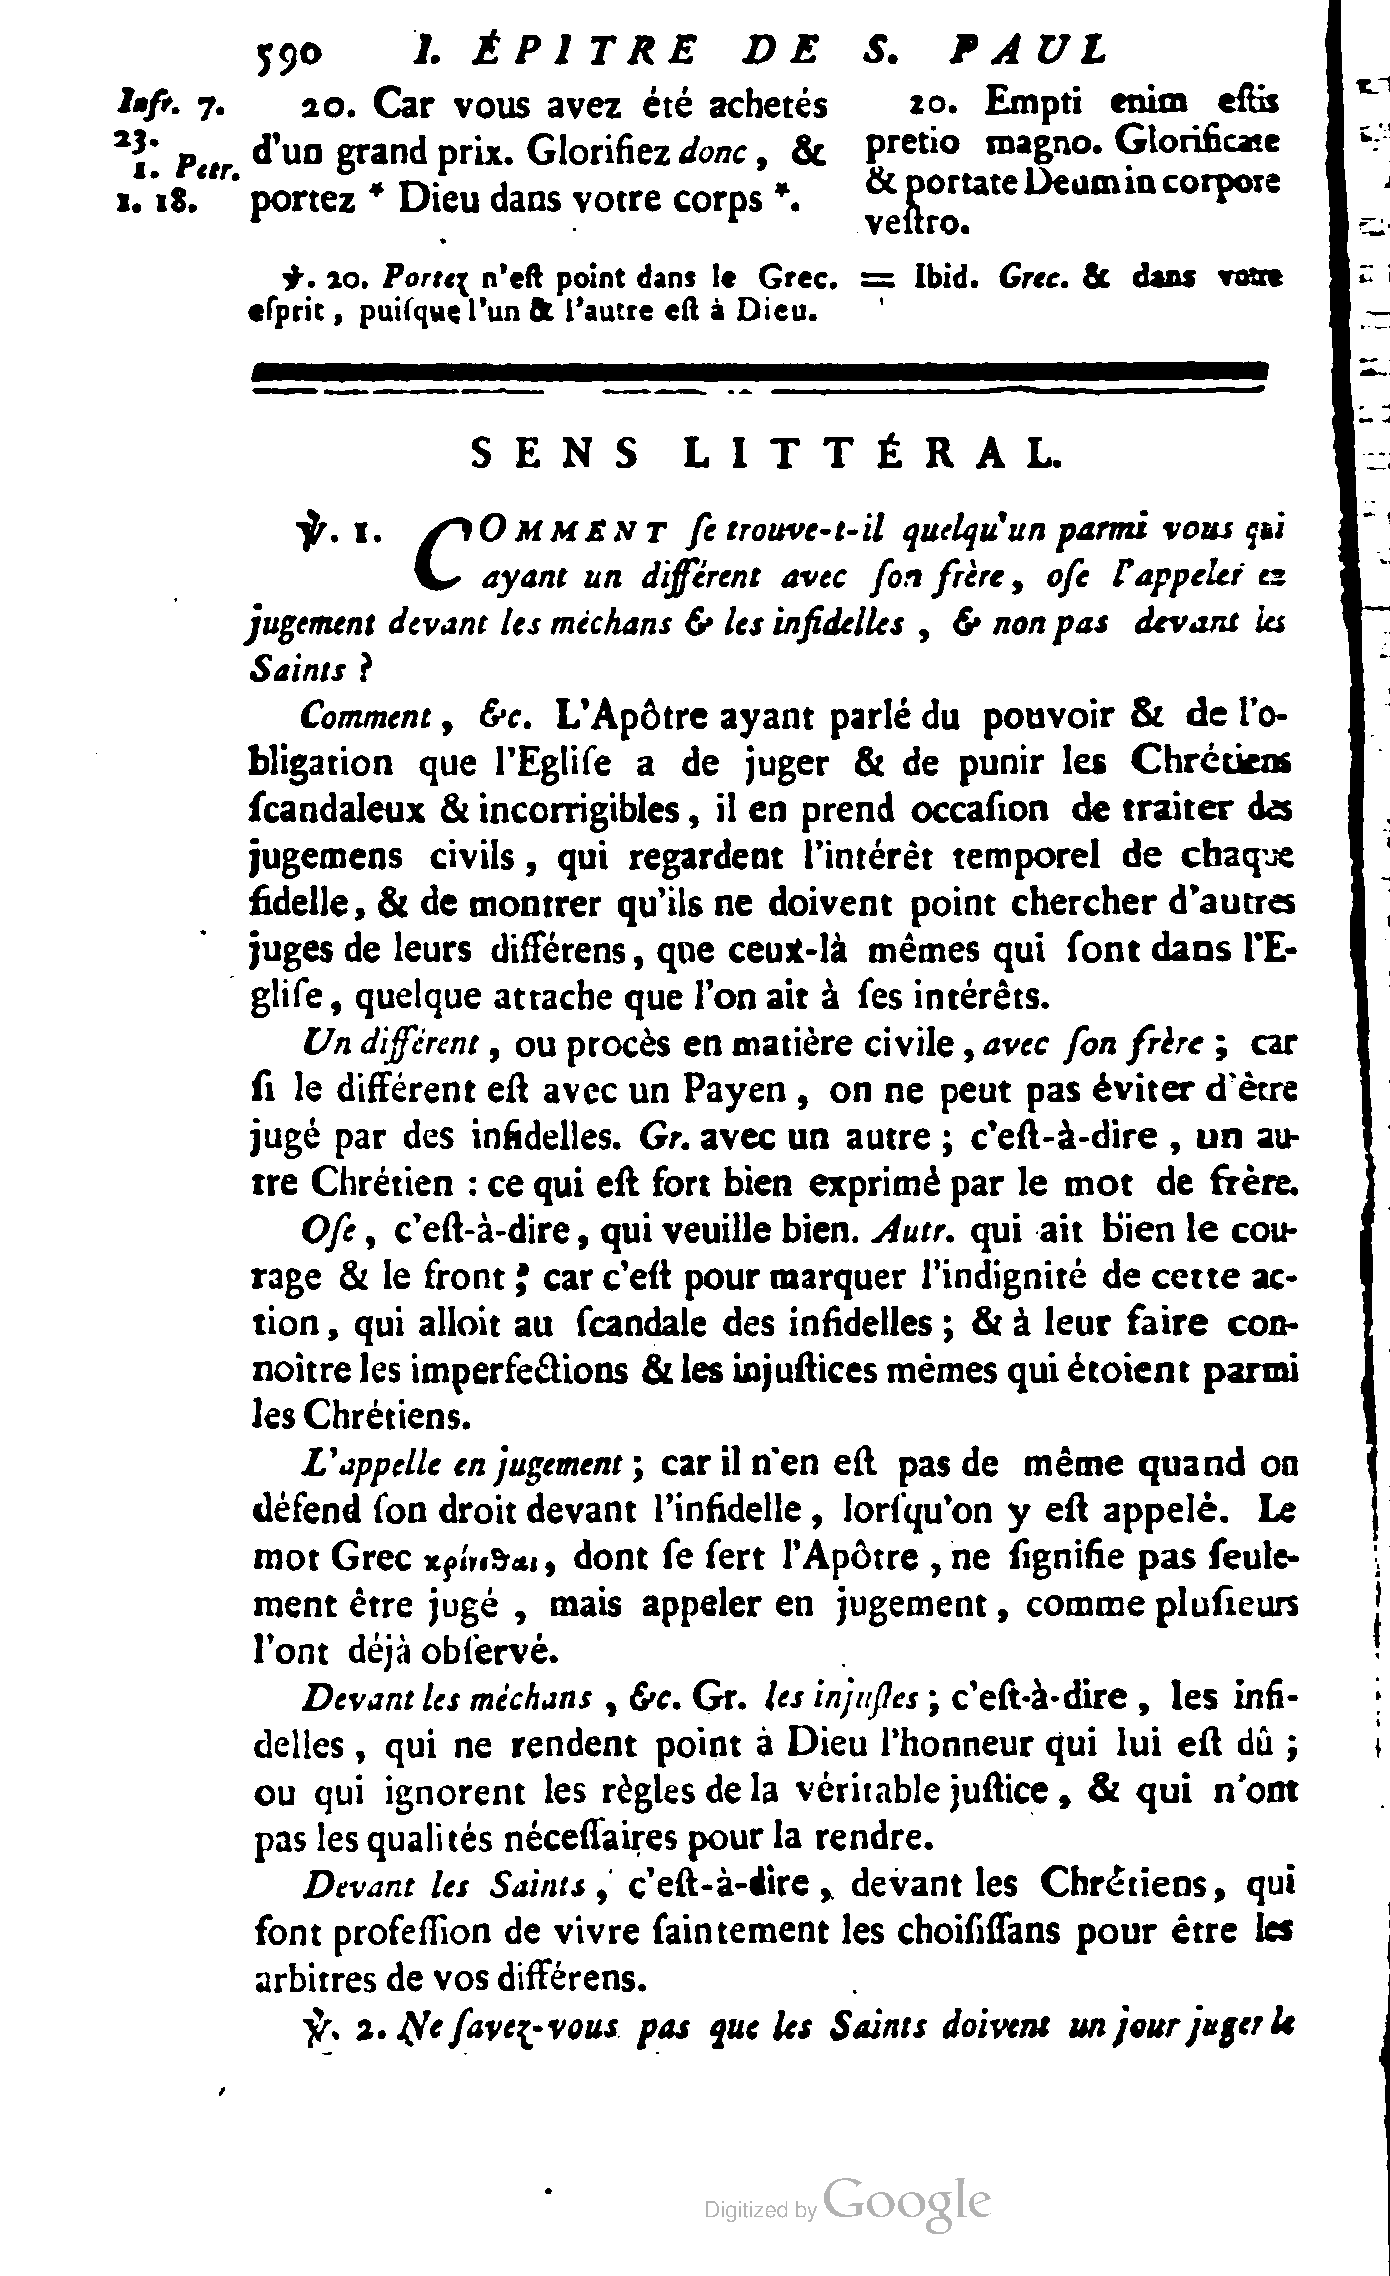 590 I. ÉPITRE DE S. PAUL
Infr. 7.
23.
1. Petr.
1. 18.
20. Car vous avez été achetés
d'un grand prix. Glorifiez donc, &
portez * Dieu dans votre corps *.
20. Empti enim eſtis
pretio magno. Glorificate
& portate Deum in corpore
veſtro.
℣. 20. Portez n'eſt point dans le Grec. = Ibid. Grec. & dans votre
eſprit, puiſque l'un & l'autre eſt à Dieu.
SENS LITTÉRAL.
℣. 1. COMMENT ſe trouve-t-il quelqu'un parmi vous qui
ayant un différent avec ſon frère, oſe l'appeler en
jugement devant les méchans & les infidelles, & non pas devant les
Saints ?
Comment, &c. L'Apôtre ayant parlé du pouvoir & de l'o-
bligation que l'Egliſe a de juger & de punir les Chrétiens
ſcandaleux & incorrigibles, il en prend occaſion de traiter des
jugemens civils, qui regardent l'intérêt temporel de chaque
fidelle, & de montrer qu'ils ne doivent point chercher d'autres
juges de leurs différens, que ceux-là mêmes qui ſont dans l'E-
gliſe, quelque attache que l'on ait à ſes intérêts.
Un différent, ou procès en matière civile, avec ſon frère ; car
ſi le différent eſt avec un Payen, on ne peut pas éviter d'être
jugé par des infidelles. Gr. avec un autre ; c'eſt-à-dire, un au-
tre Chrétien : ce qui eſt fort bien exprimé par le mot de frère.
Oſe, c'eſt-à-dire, qui veuille bien. Autr. qui ait bien le cou-
rage & le front ; car c'eſt pour marquer l'indignité de cette ac-
tion, qui alloit au ſcandale des infidelles ; & à leur faire con-
noître les imperfections & les injuſtices mêmes qui étoient parmi
les Chrétiens.
L'appelle en jugement ; car il n'en eſt pas de même quand on
défend ſon droit devant l'infidelle, lorſqu'on y eſt appelé. Le
mot Grec κρίνεσθαι, dont ſe ſert l'Apôtre, ne ſignifie pas ſeule-
ment être jugé, mais appeler en jugement, comme pluſieurs
l'ont déjà obſervé.
Devant les méchans, &c. Gr. les injuſtes ; c'eſt-à-dire, les infi-
delles, qui ne rendent point à Dieu l'honneur qui lui eſt dû ;
ou qui ignorent les règles de la véritable juſtice, & qui n'ont
pas les qualités néceſſaires pour la rendre.
Devant les Saints, c'eſt-à-dire, devant les Chrétiens, qui
font profeſſion de vivre ſaintement les choiſiſſans pour être les
arbitres de vos différens.
℣. 2. Ne ſavez-vous pas que les Saints doivent un jour juger le
Digitized by Google